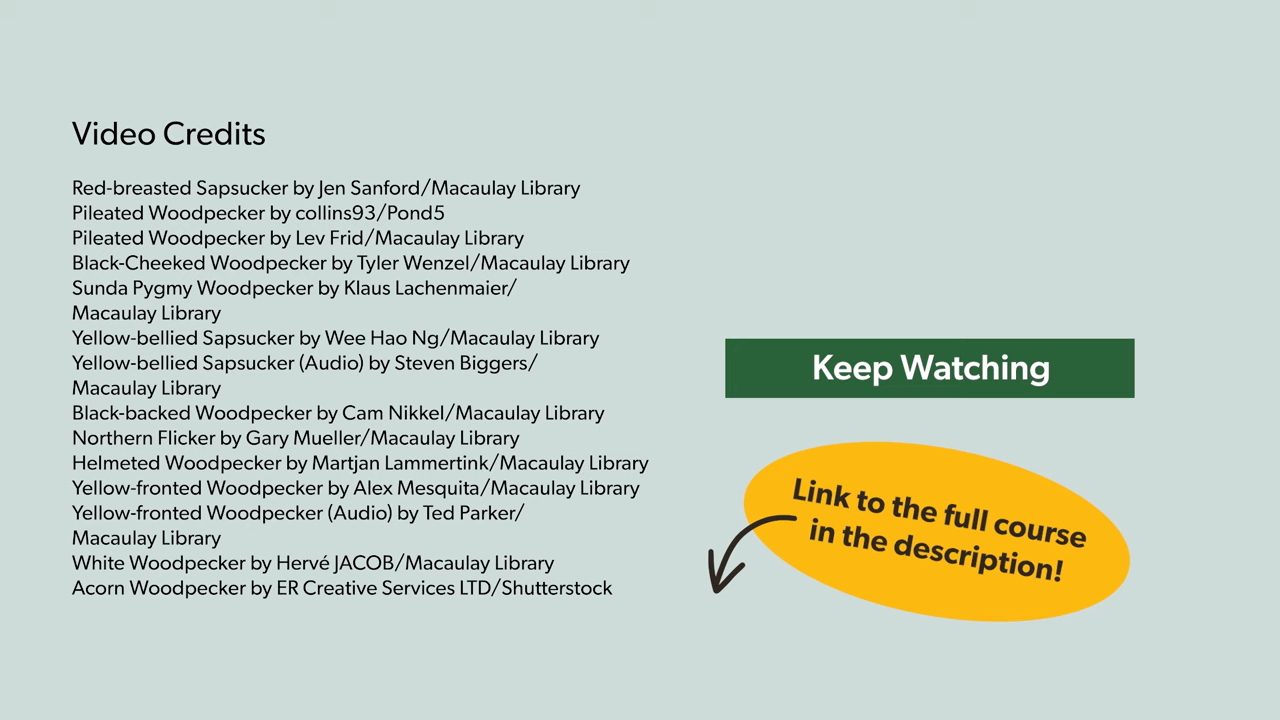 Video Credits
Red-breasted Sapsucker by Jen Sanford/Macaulay Library
Pileated Woodpecker by collins93/Pond5
Pileated Woodpecker by Lev Frid/Macaulay Library
Black-Cheeked Woodpecker by Tyler Wenzel/Macaulay Library
Sunda Pygmy Woodpecker by Klaus Lachenmaier/
Macaulay Library
Yellow-bellied Sapsucker by Wee Hao Ng/Macaulay Library
Yellow-bellied Sapsucker (Audio) by Steven Biggers/
Macaulay Library
Black-backed Woodpecker by Cam Nikkel/Macaulay Library
Northern Flicker by Gary Mueller/Macaulay Library
Helmeted Woodpecker by Martjan Lammertink/Macaulay Library
Yellow-fronted Woodpecker by Alex Mesquita/Macaulay Library
Yellow-fronted Woodpecker (Audio) by Ted Parker/
Macaulay Library
White Woodpecker by Hervé JACOB/Macaulay Library
Acorn Woodpecker by ER Creative Services LTD/Shutterstock
Keep Watching
Link to the full course
in the description!